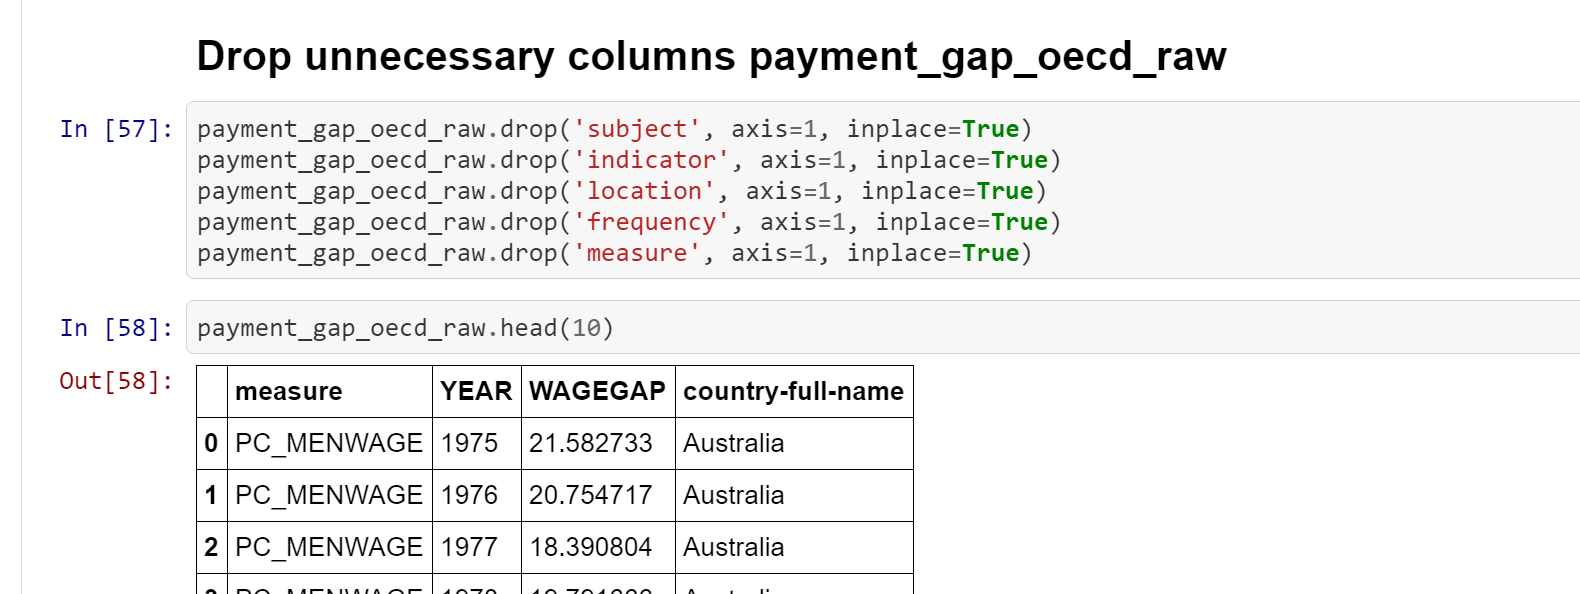 Drop unnecessary columns payment_gap_oecd_raw
In [57]: payment_gap_oecd_raw.drop('subject', axis=1, inplace=True)
payment_gap_oecd_raw.drop('indicator', axis=1, inplace=True)
payment_gap_oecd_raw.drop('location', axis=1, inplace=True)
payment_gap_oecd_raw.drop('frequency', axis=1, inplace=True)
payment_gap_oecd_raw.drop('measure', axis=1, inplace=True)
In [58]: payment_gap_oecd_raw.head(10)
Out[58]: measure YEAR WAGEGAP country-full-name
0 PC_MENWAGE 1975 21.582733 Australia
1 PC_MENWAGE 1976 20.754717 Australia
2 PC_MENWAGE 1977 18.390804 Australia